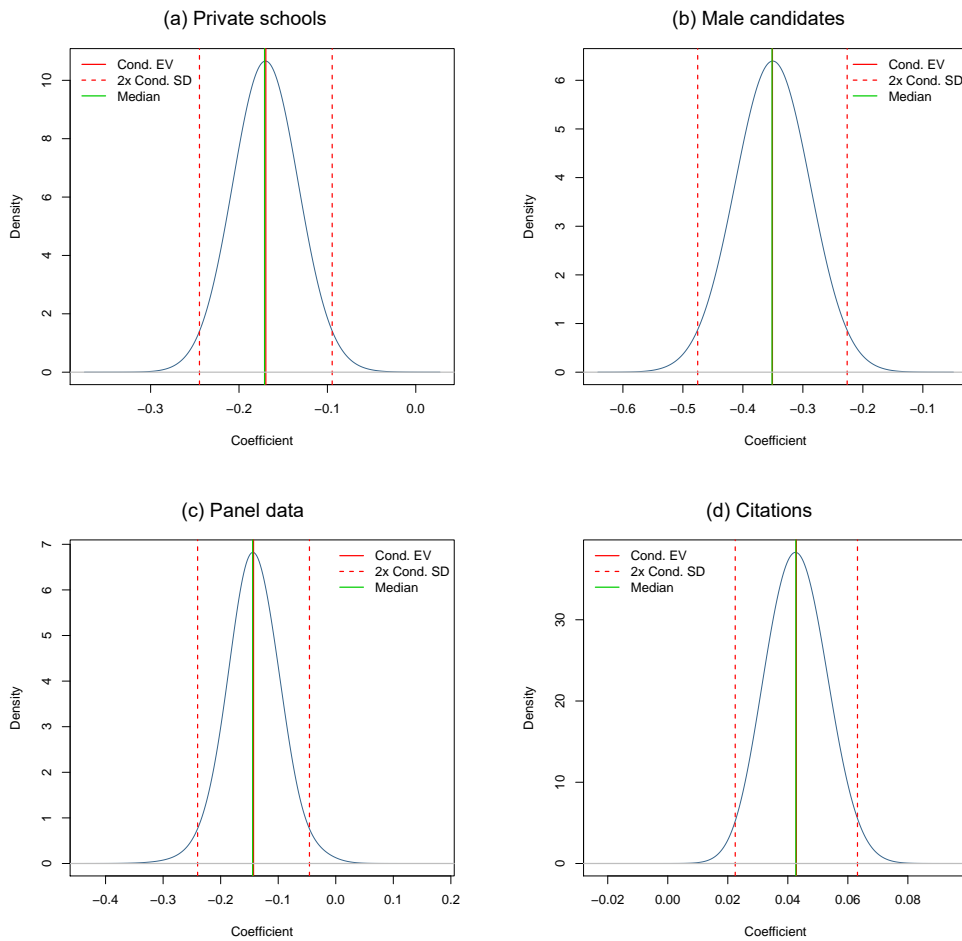 (a) Private schools
Cond. EV
2x Cond. SD
Median
Density
0
2
4
6
8
10
−0.3
−0.2
−0.1
0.0
Coefficient
(b) Male candidates
Cond. EV
2x Cond. SD
Median
Density
0
1
2
3
4
5
6
−0.6
−0.5
−0.4
−0.3
−0.2
−0.1
Coefficient
(c) Panel data
Cond. EV
2x Cond. SD
Median
Density
0
1
2
3
4
5
6
7
−0.4
−0.3
−0.2
−0.1
0.0
0.1
0.2
Coefficient
(d) Citations
Cond. EV
2x Cond. SD
Median
Density
0
10
20
30
−0.02
0.00
0.02
0.04
0.06
0.08
Coefficient